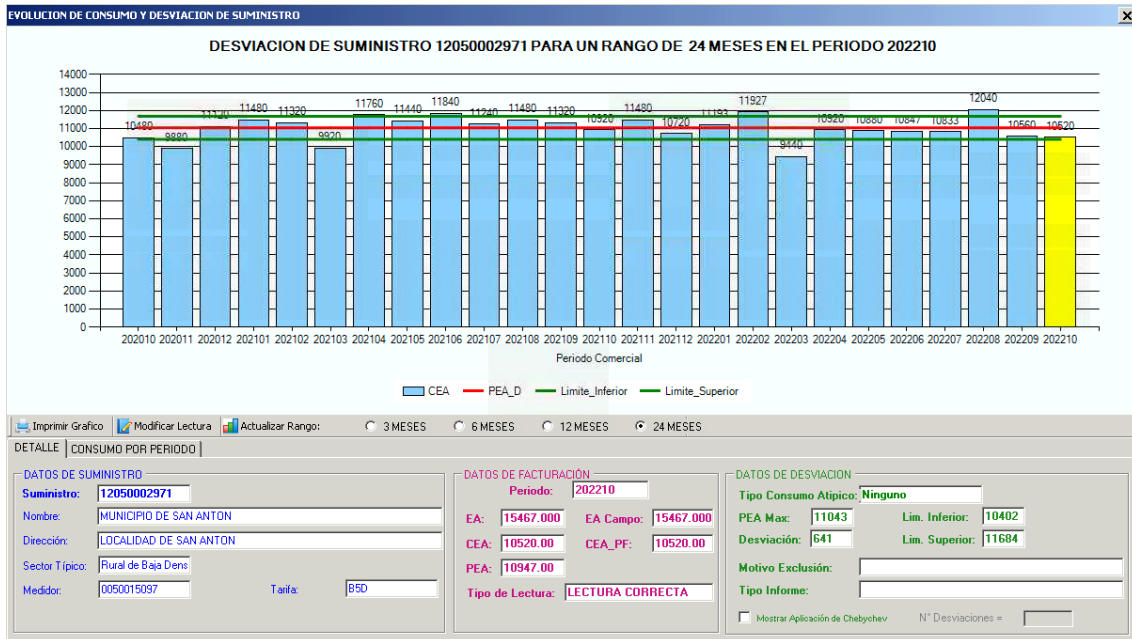 EVOLUCION DE CONSUMO Y DESVIACION DE SUMINISTRO
DESVIACION DE SUMINISTRO 12050002971 PARA UN RANGO DE 24 MESES EN EL PERIODO 202210
14000
13000
12000
11000
10000
9000
8000
7000
6000
5000
4000
3000
2000
1000
0
10480 9880 11120 11480 11320 9920 11760 11440 11840 11240 11480 11320 10920 11480 10720 11193 11927 9440 10920 10880 10847 10833 12040 10560 10520
202010 202011 202012 202101 202102 202103 202104 202105 202106 202107 202108 202109 202110 202111 202112 202201 202202 202203 202204 202205 202206 202207 202208 202209 202210
Periodo Comercial
CEA PEA_D Limite_Inferior Limite_Superior
Imprimir Grafico Modificar Lectura Actualizar Rango: 3 MESES 6 MESES 12 MESES 24 MESES
DETALLE CONSUMO POR PERIODO
DATOS DE SUMINISTRO
Suministro: 12050002971
Nombre: MUNICIPIO DE SAN ANTON
Dirección: LOCALIDAD DE SAN ANTON
Sector Típico: Rural de Baja Dens
Medidor: 0050015097 Tarifa: B5D
DATOS DE FACTURACIÓN
Periodo: 202210
EA: 15467.000 EA Campo: 15467.000
CEA: 10520.00 CEA_PF: 10520.00
PEA: 10947.00
Tipo de Lectura: LECTURA CORRECTA
DATOS DE DESVIACION
Tipo Consumo Atipico: Ninguno
PEA Max: 11043 Lim. Inferior: 10402
Desviación: 641 Lim. Superior: 11684
Motivo Exclusión:
Tipo Informe:
Mostrar Aplicación de Chebychev N° Desviaciones =